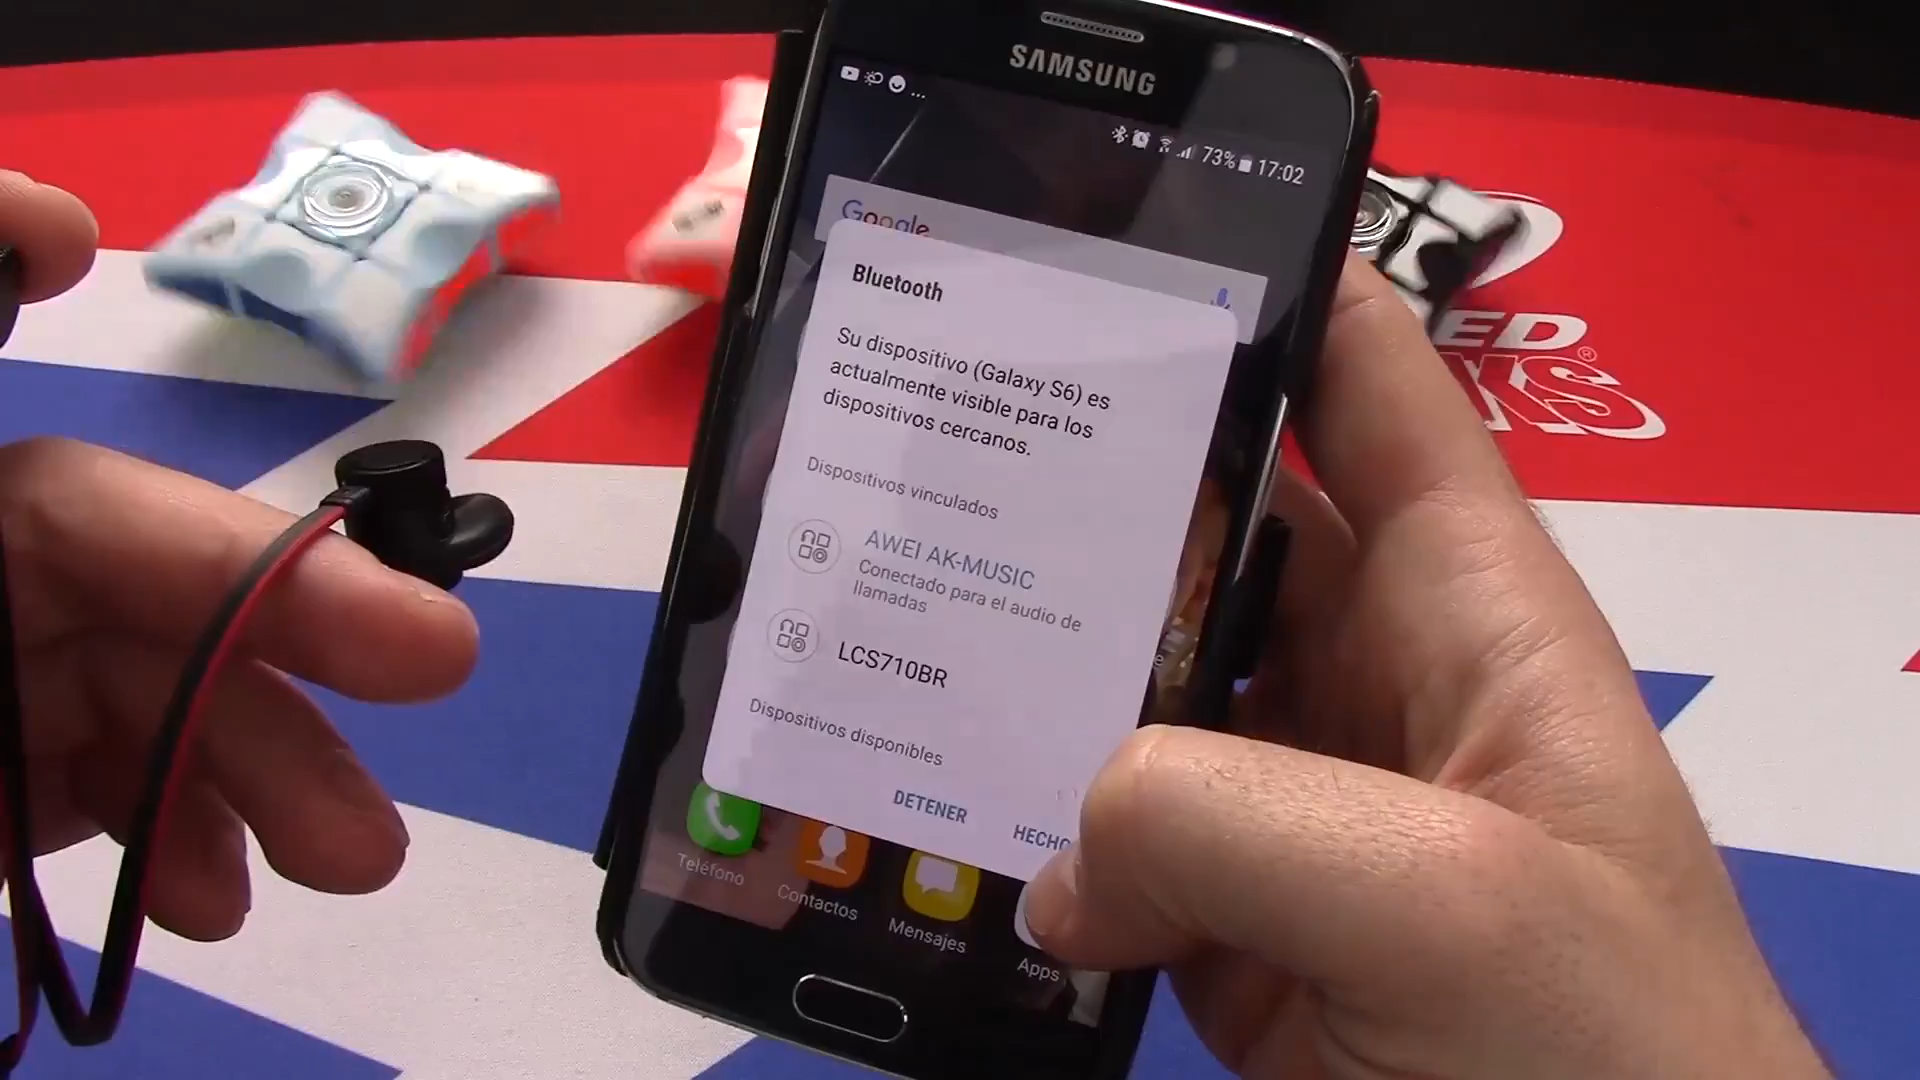 SAMSUNG
73% 17:02
Google
Bluetooth
Su dispositivo (Galaxy S6) es
actualmente visible para los
dispositivos cercanos.
Dispositivos vinculados
AWEI AK-MUSIC
Conectado para el audio de
llamadas
LCS710BR
Dispositivos disponibles
DETENER
HECHO
Teléfono
Contactos
Mensajes
Apps